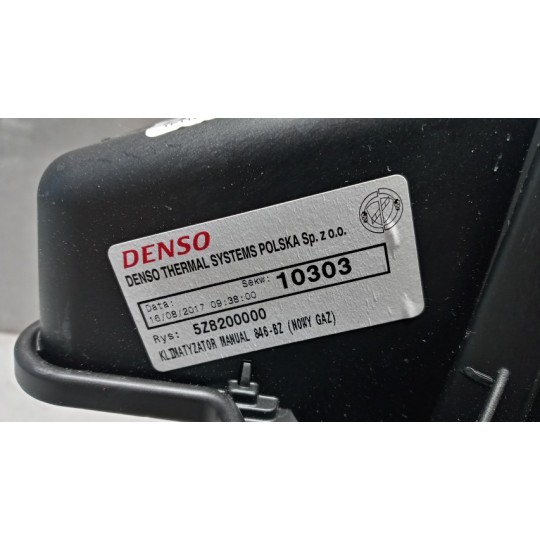 DENSO
DENSO THERMAL SYSTEMS POLSKA Sp. z o.o.
Data: Sekw: 10303
16/08/2017 09:38:00
Rys: 5Z8200000
KLIMATYZATOR MANUAL 846-BZ (NOWY GAZ)